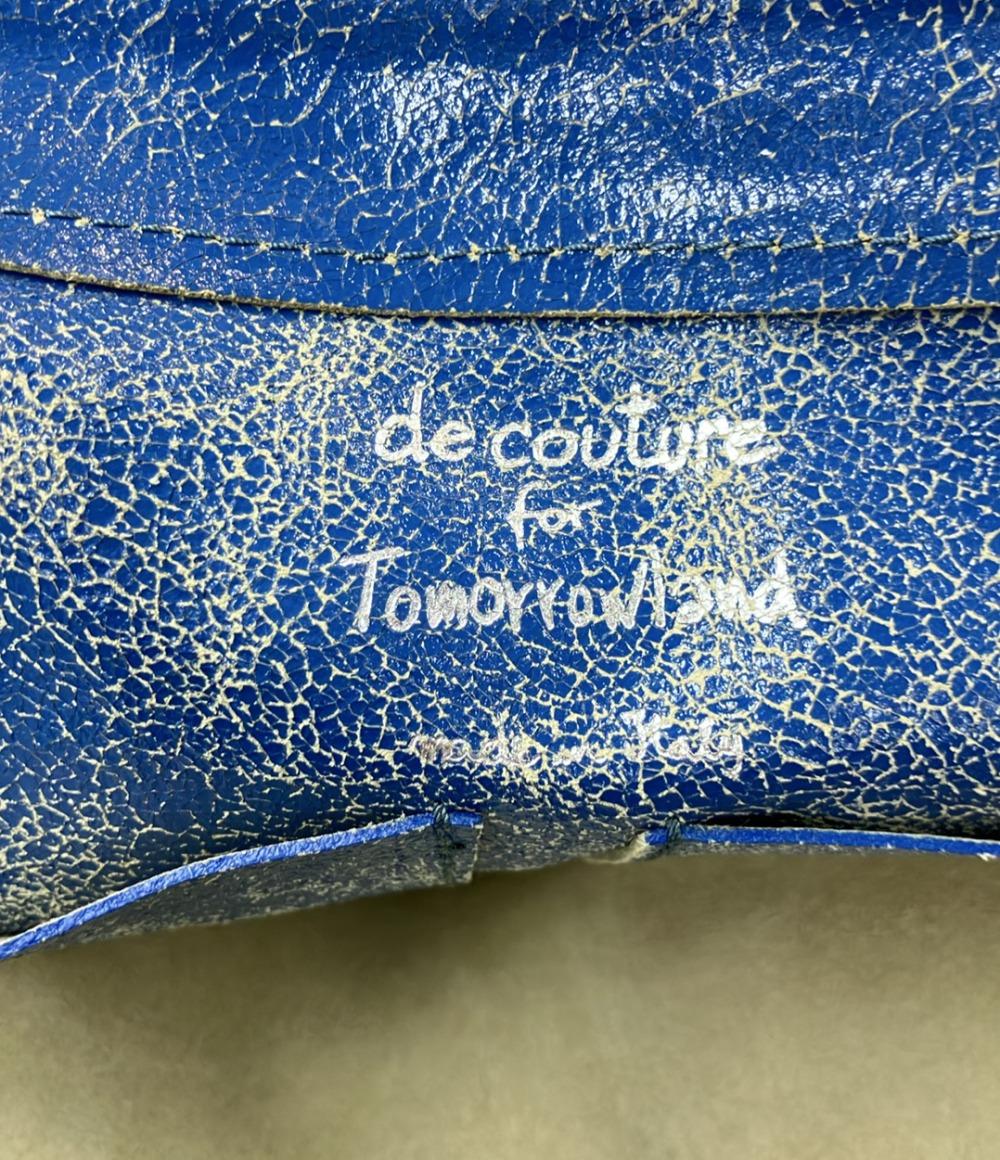 de couture
for
Tomorrowland
made in Italy